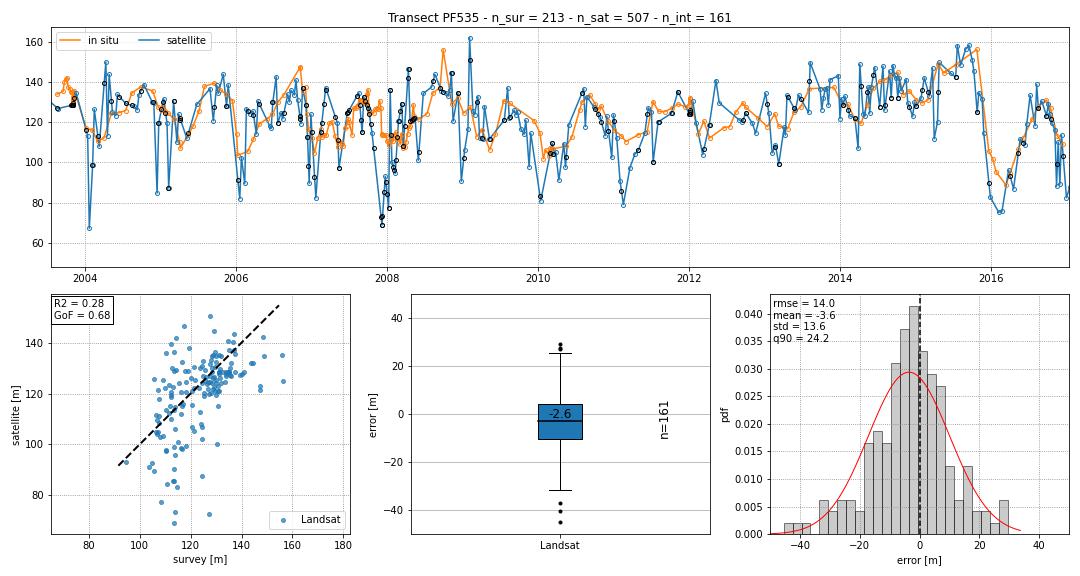 Transect PF535 - n_sur = 213 - n_sat = 507 - n_int = 161
in situ
satellite
160
140
120
100
80
60
2004
2006
2008
2010
2012
2014
2016
R2 = 0.28
GoF = 0.68
satellite [m]
140
120
100
80
Landsat
80
100
120
140
160
180
survey [m]
error [m]
40
20
0
−20
−40
-2.6
n=161
Landsat
rmse = 14.0
mean = -3.6
std = 13.6
q90 = 24.2
pdf
0.040
0.035
0.030
0.025
0.020
0.015
0.010
0.005
0.000
−40
−20
0
20
40
error [m]